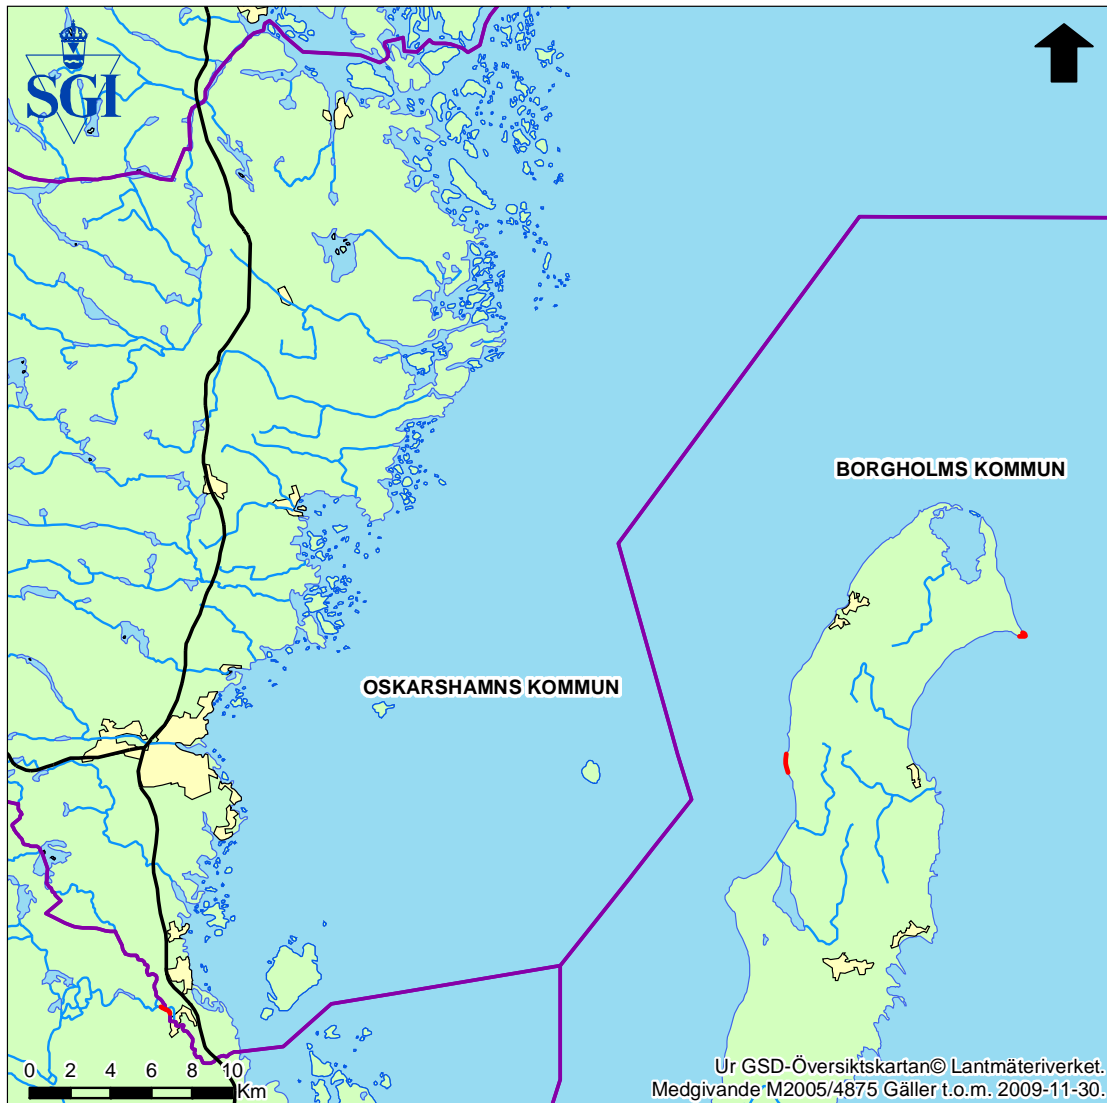 SGI
BORGHOLMS KOMMUN
OSKARSHAMNS KOMMUN
0 2 4 6 8 10
Km
Ur GSD-Översiktskartan© Lantmäteriverket.
Medgivande M2005/4875 Gäller t.o.m. 2009-11-30.